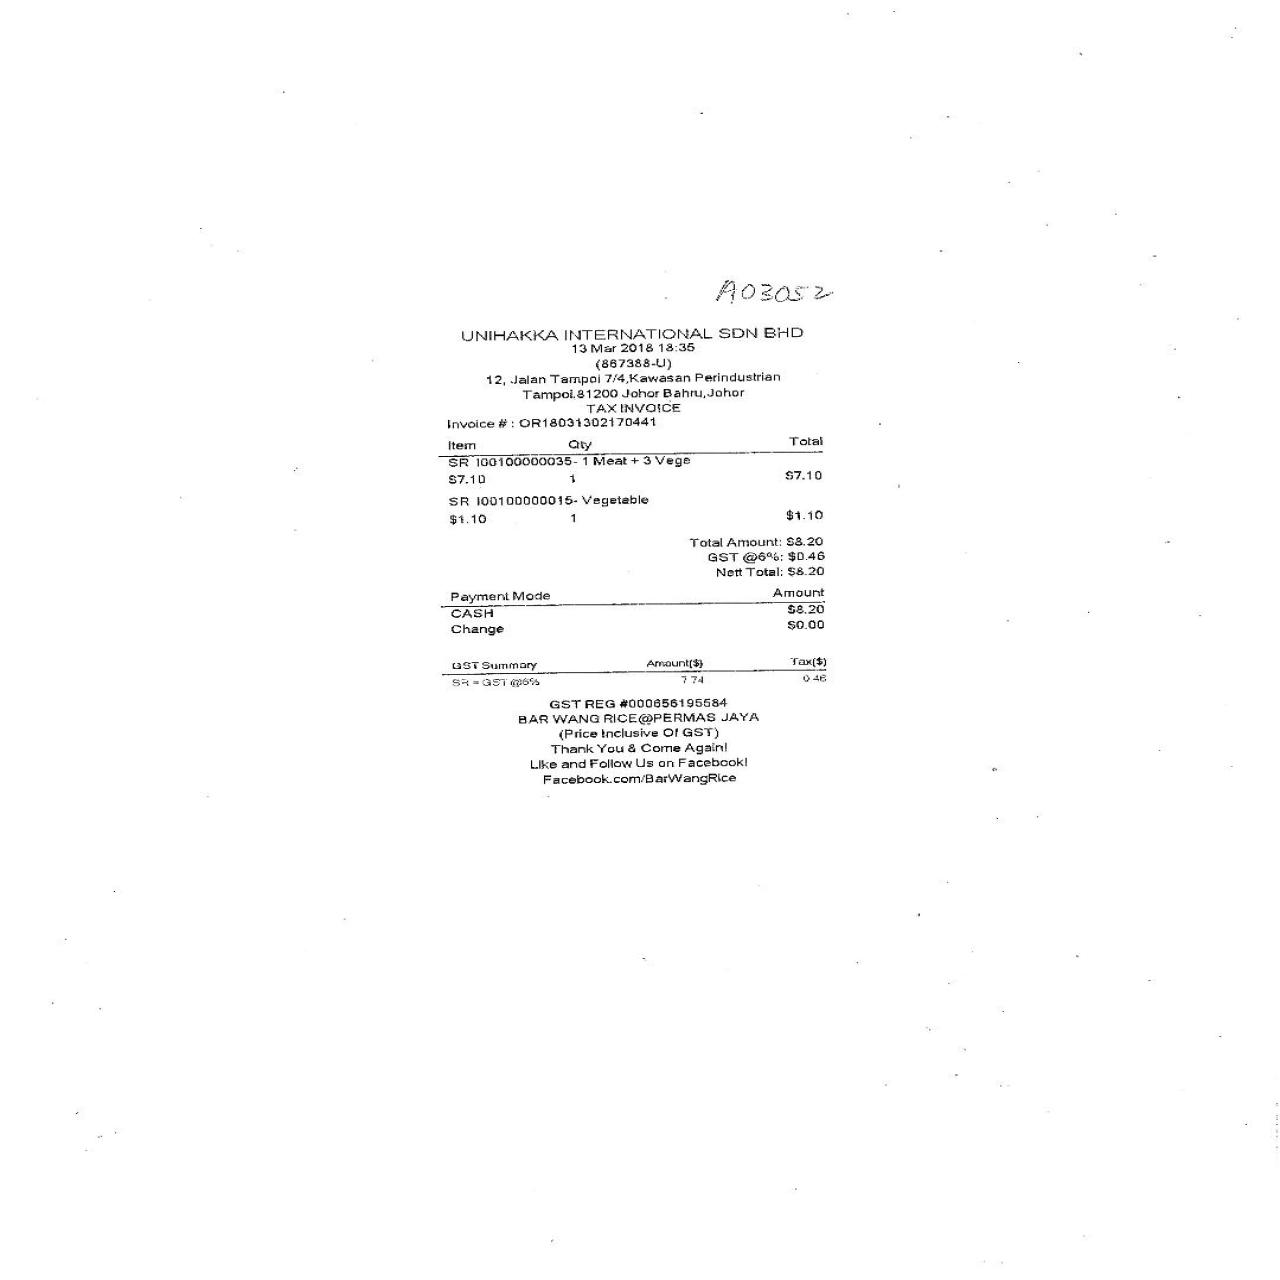 A03052
UNIHAKKA INTERNATIONAL SDN BHD
13 Mar 2018 18:35
(867388-U)
12, Jalan Tampoi 7/4,Kawasan Perindustrian
Tampoi,81200 Johor Bahru,Johor
TAX INVOICE
Invoice # : OR18031302170441
Item Qty Total
SR I00100000035- 1 Meat + 3 Vege
$7.10 1 $7.10
SR I00100000015- Vegetable
$1.10 1 $1.10
Total Amount: $8.20
GST @6%: $0.46
Nett Total: $8.20
Payment Mode Amount
CASH $8.20
Change $0.00
GST Summary Amount($) Tax($)
SR = GST @6% 7.74 0.46
GST REG #000656195584
BAR WANG RICE@PERMAS JAYA
(Price Inclusive Of GST)
Thank You & Come Again!
Like and Follow Us on Facebook!
Facebook.com/BarWangRice